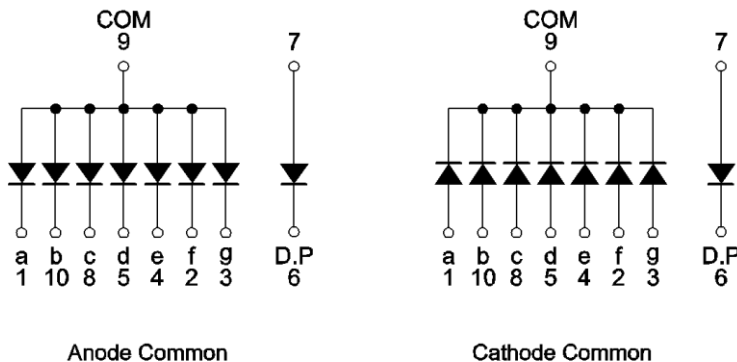 COM COM
9 7 9 7
a b c d e f g D.P a b c d e f g D.P
1 10 8 5 4 2 3 6 1 10 8 5 4 2 3 6
Anode Common Cathode Common